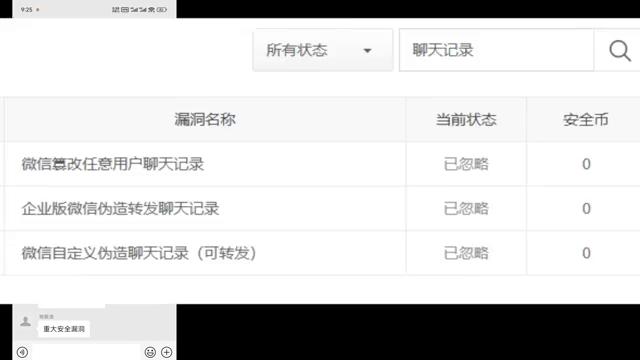 9:25
所有状态
聊天记录
漏洞名称 当前状态 安全币
微信篡改任意用户聊天记录 已忽略 0
企业版微信伪造转发聊天记录 已忽略 0
微信自定义伪造聊天记录（可转发） 已忽略 0
重大安全漏洞